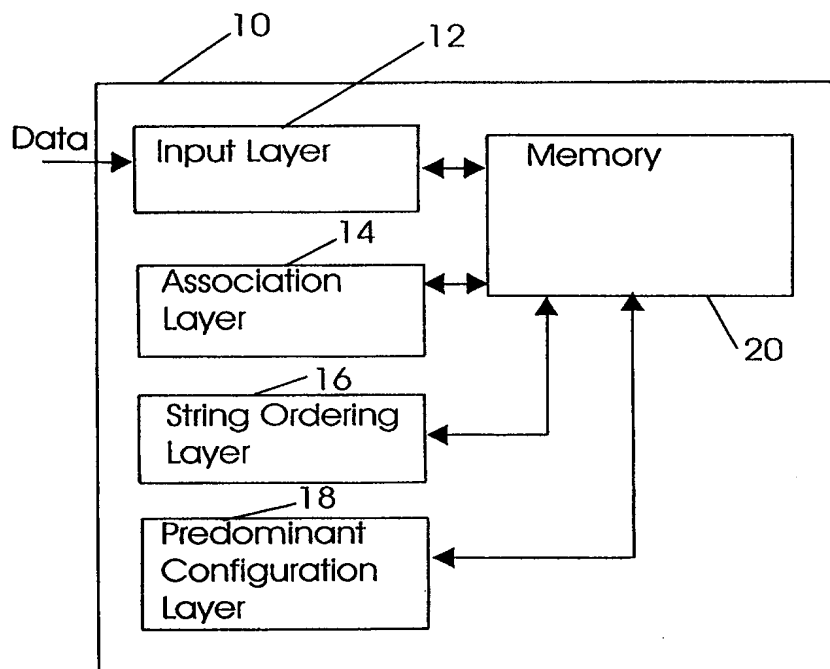 10
12
Data
Input Layer
Memory
14
Association
Layer
20
16
String Ordering
Layer
18
Predominant
Configuration
Layer